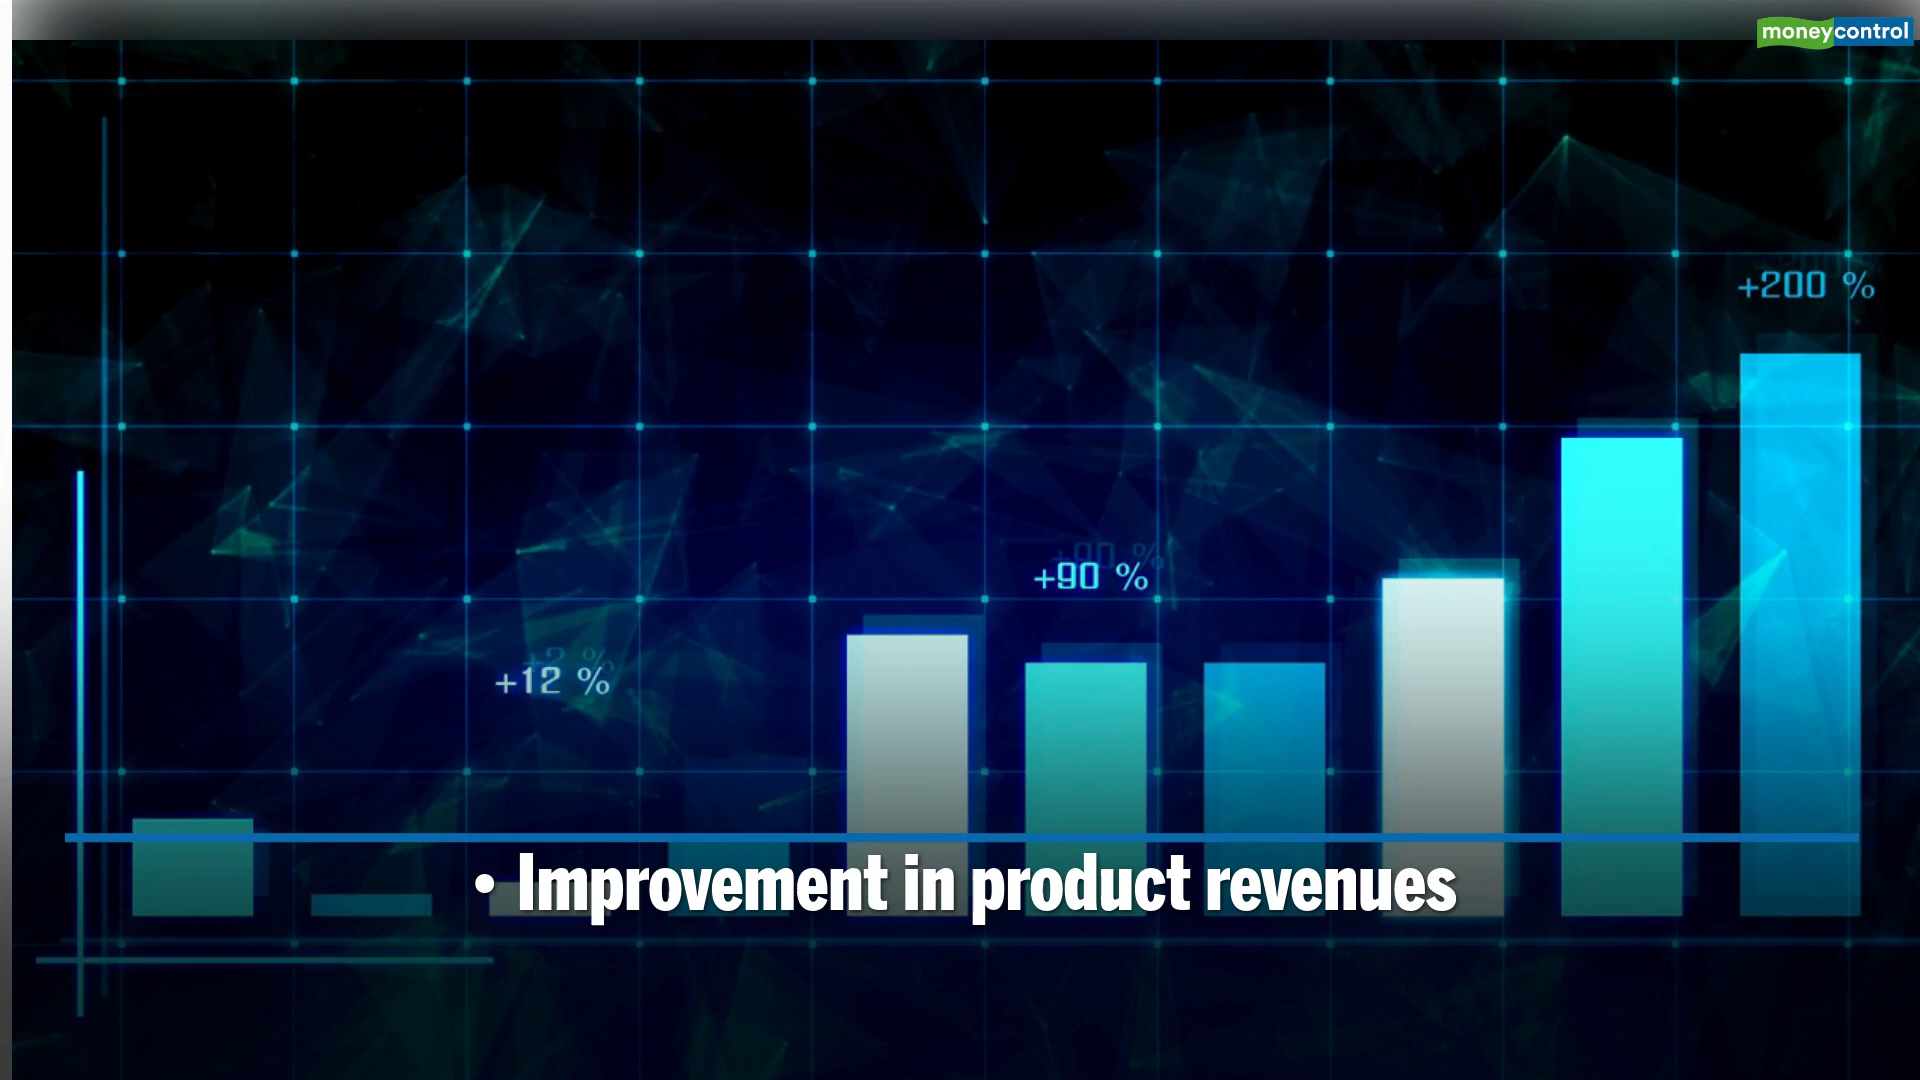 moneycontrol
+200 %
+90 %
+12 %
• Improvement in product revenues